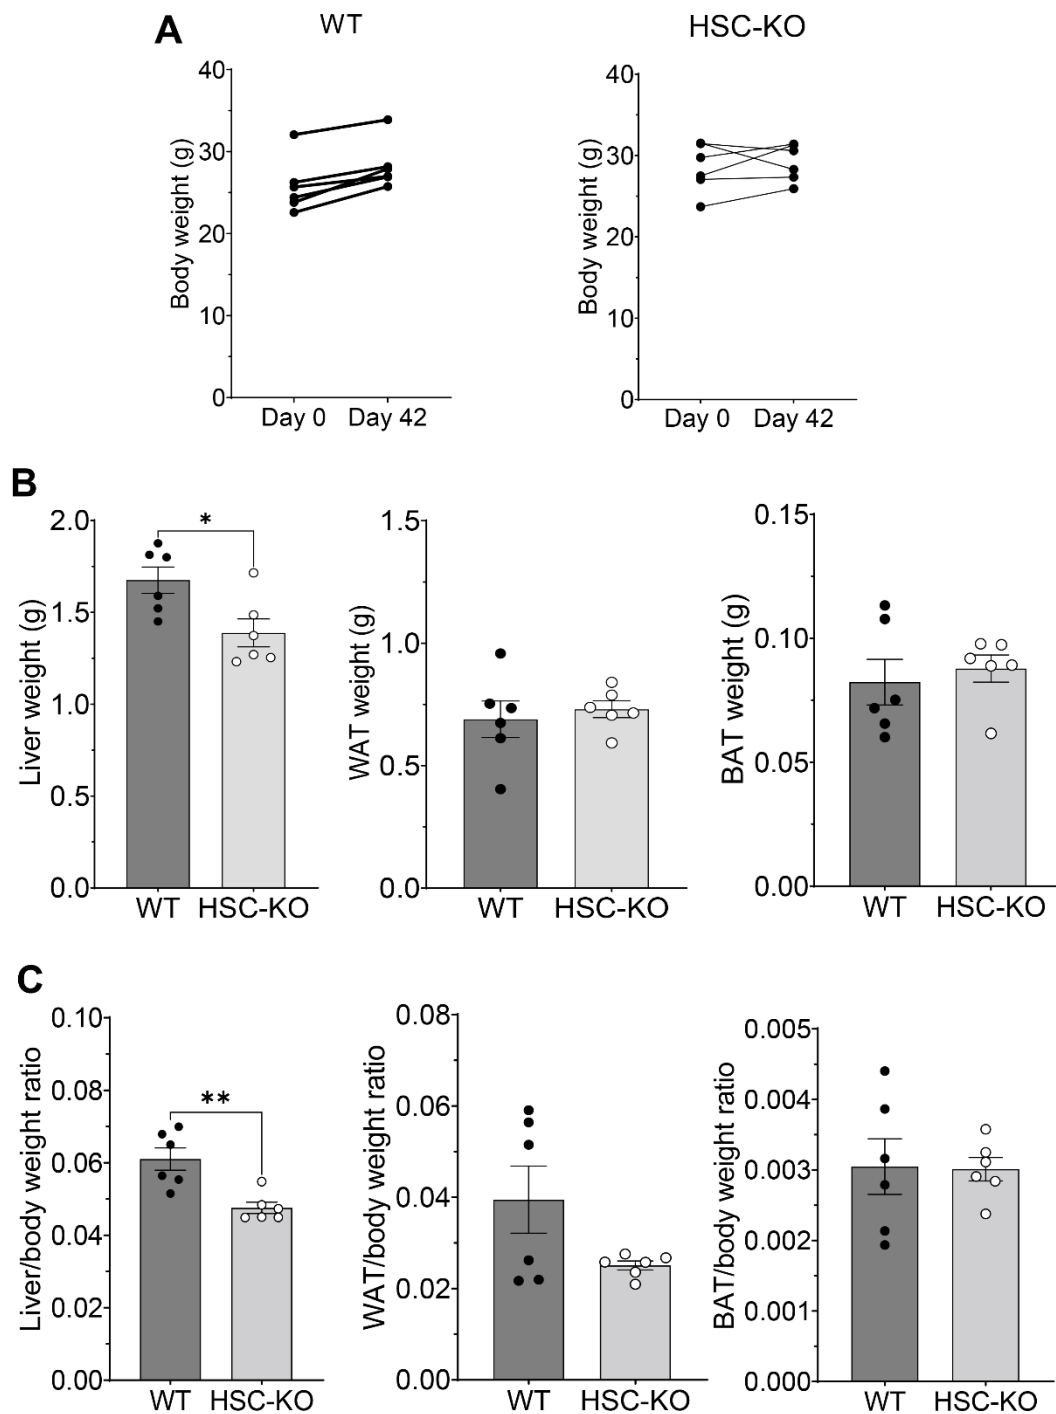 A
WT
HSC-KO
Body weight (g)
40
30
20
10
0
Day 0 Day 42
Body weight (g)
40
30
20
10
0
Day 0 Day 42
B
Liver weight (g)
2.0
1.5
1.0
0.5
0.0
*
WT HSC-KO
WAT weight (g)
1.5
1.0
0.5
0.0
WT HSC-KO
BAT weight (g)
0.15
0.10
0.05
0.00
WT HSC-KO
C
Liver/body weight ratio
0.10
0.08
0.06
0.04
0.02
0.00
**
WT HSC-KO
WAT/body weight ratio
0.08
0.06
0.04
0.02
0.00
WT HSC-KO
BAT/body weight ratio
0.005
0.004
0.003
0.002
0.001
0.000
WT HSC-KO